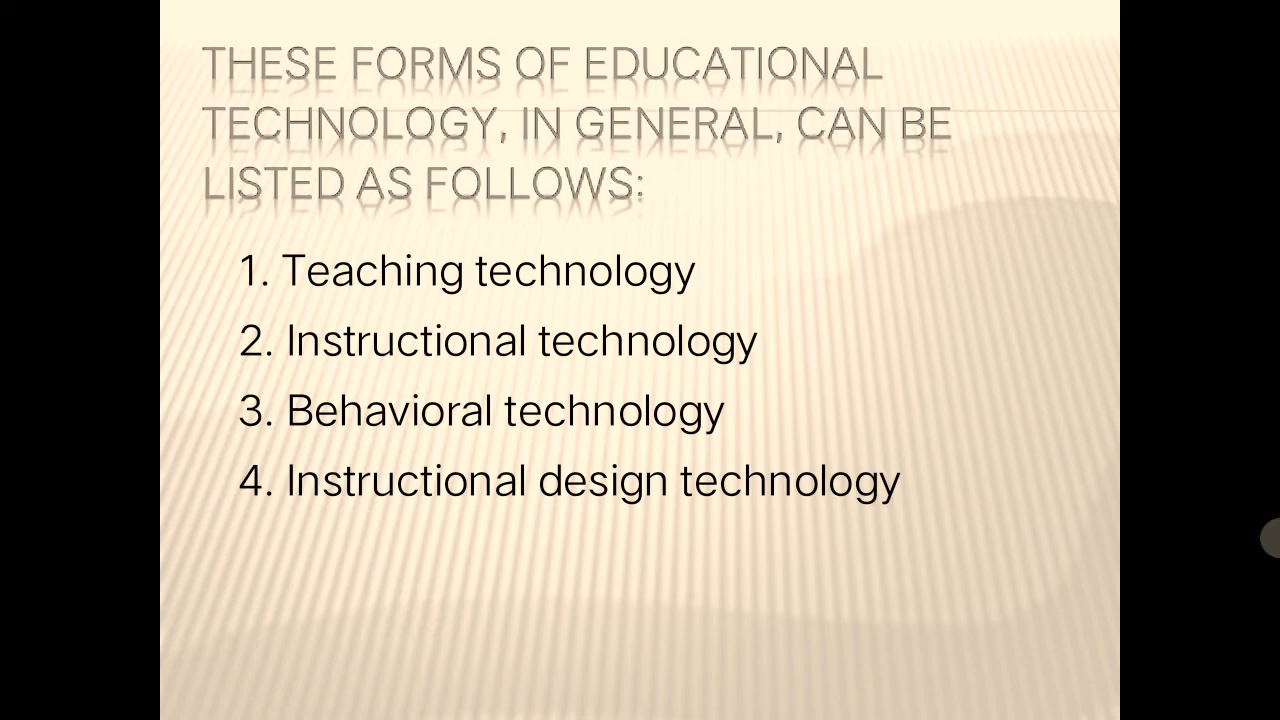 THESE FORMS OF EDUCATIONAL
TECHNOLOGY, IN GENERAL, CAN BE
LISTED AS FOLLOWS:
1. Teaching technology
2. Instructional technology
3. Behavioral technology
4. Instructional design technology